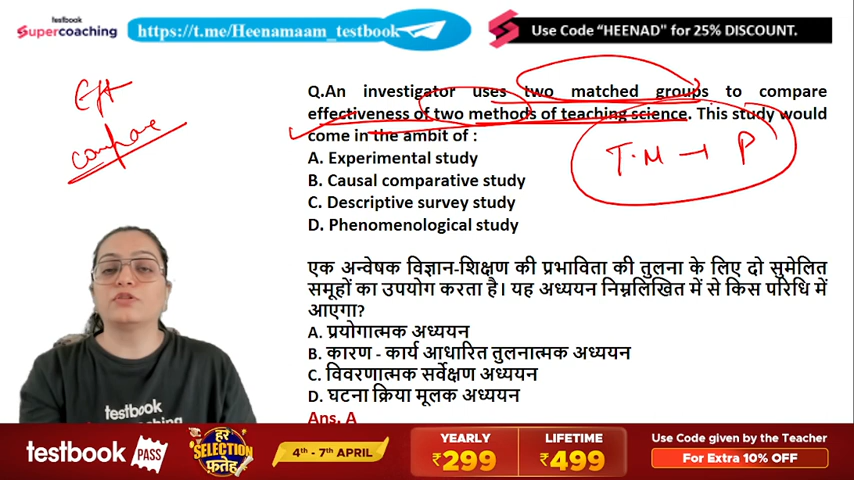 testbook
Supercoaching
https://t.me/Heenamaam_testbook
Use Code "HEENAD" for 25% DISCOUNT.
Eff
compare
Q.An investigator uses two matched groups to compare
effectiveness of two methods of teaching science. This study would
come in the ambit of :
A. Experimental study
B. Causal comparative study
C. Descriptive survey study
D. Phenomenological study
T.M → P
एक अन्वेषक विज्ञान-शिक्षण की प्रभाविता की तुलना के लिए दो सुमेलित
समूहों का उपयोग करता है। यह अध्ययन निम्नलिखित में से किस परिधि में
आएगा?
A. प्रयोगात्मक अध्ययन
B. कारण - कार्य आधारित तुलनात्मक अध्ययन
C. विवरणात्मक सर्वेक्षण अध्ययन
D. घटना क्रिया मूलक अध्ययन
Ans. A
testbook
testbook PASS
हर
SELECTION
फतेह
4th - 7th APRIL
YEARLY
₹299
LIFETIME
₹499
Use Code given by the Teacher
For Extra 10% OFF